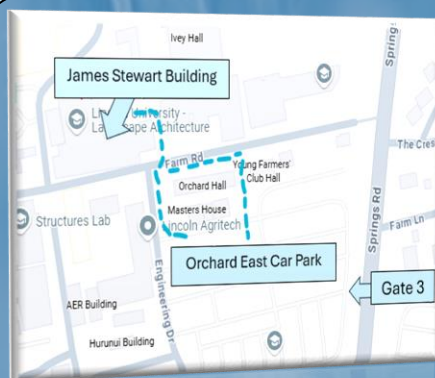 Ivey Hall
James Stewart Building
University -
Landscape Architecture
Springs
Farm Rd
Young Farmers'
Club Hall
The Cres
Orchard Hall
Masters House
Lincoln Agritech
Structures Lab
Springs Rd
Farm Ln
Orchard East Car Park
Engineering Dr
Gate 3
AER Building
Hurunui Building